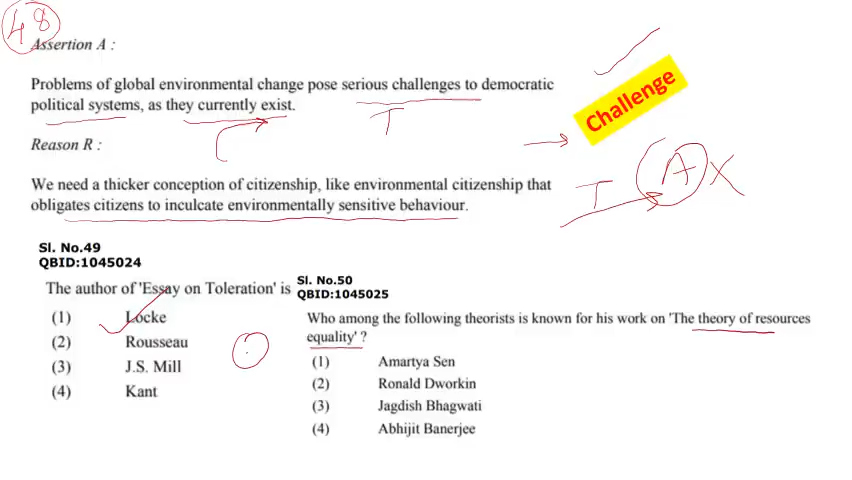 48
Assertion A :
Problems of global environmental change pose serious challenges to democratic
political systems, as they currently exist.
T
Challenge
Reason R :
We need a thicker conception of citizenship, like environmental citizenship that
obligates citizens to inculcate environmentally sensitive behaviour.
T
A
X
Sl. No.49
QBID:1045024
The author of 'Essay on Toleration' is
(1) Locke
(2) Rousseau
(3) J.S. Mill
(4) Kant
Sl. No.50
QBID:1045025
Who among the following theorists is known for his work on 'The theory of resources
equality' ?
(1) Amartya Sen
(2) Ronald Dworkin
(3) Jagdish Bhagwati
(4) Abhijit Banerjee